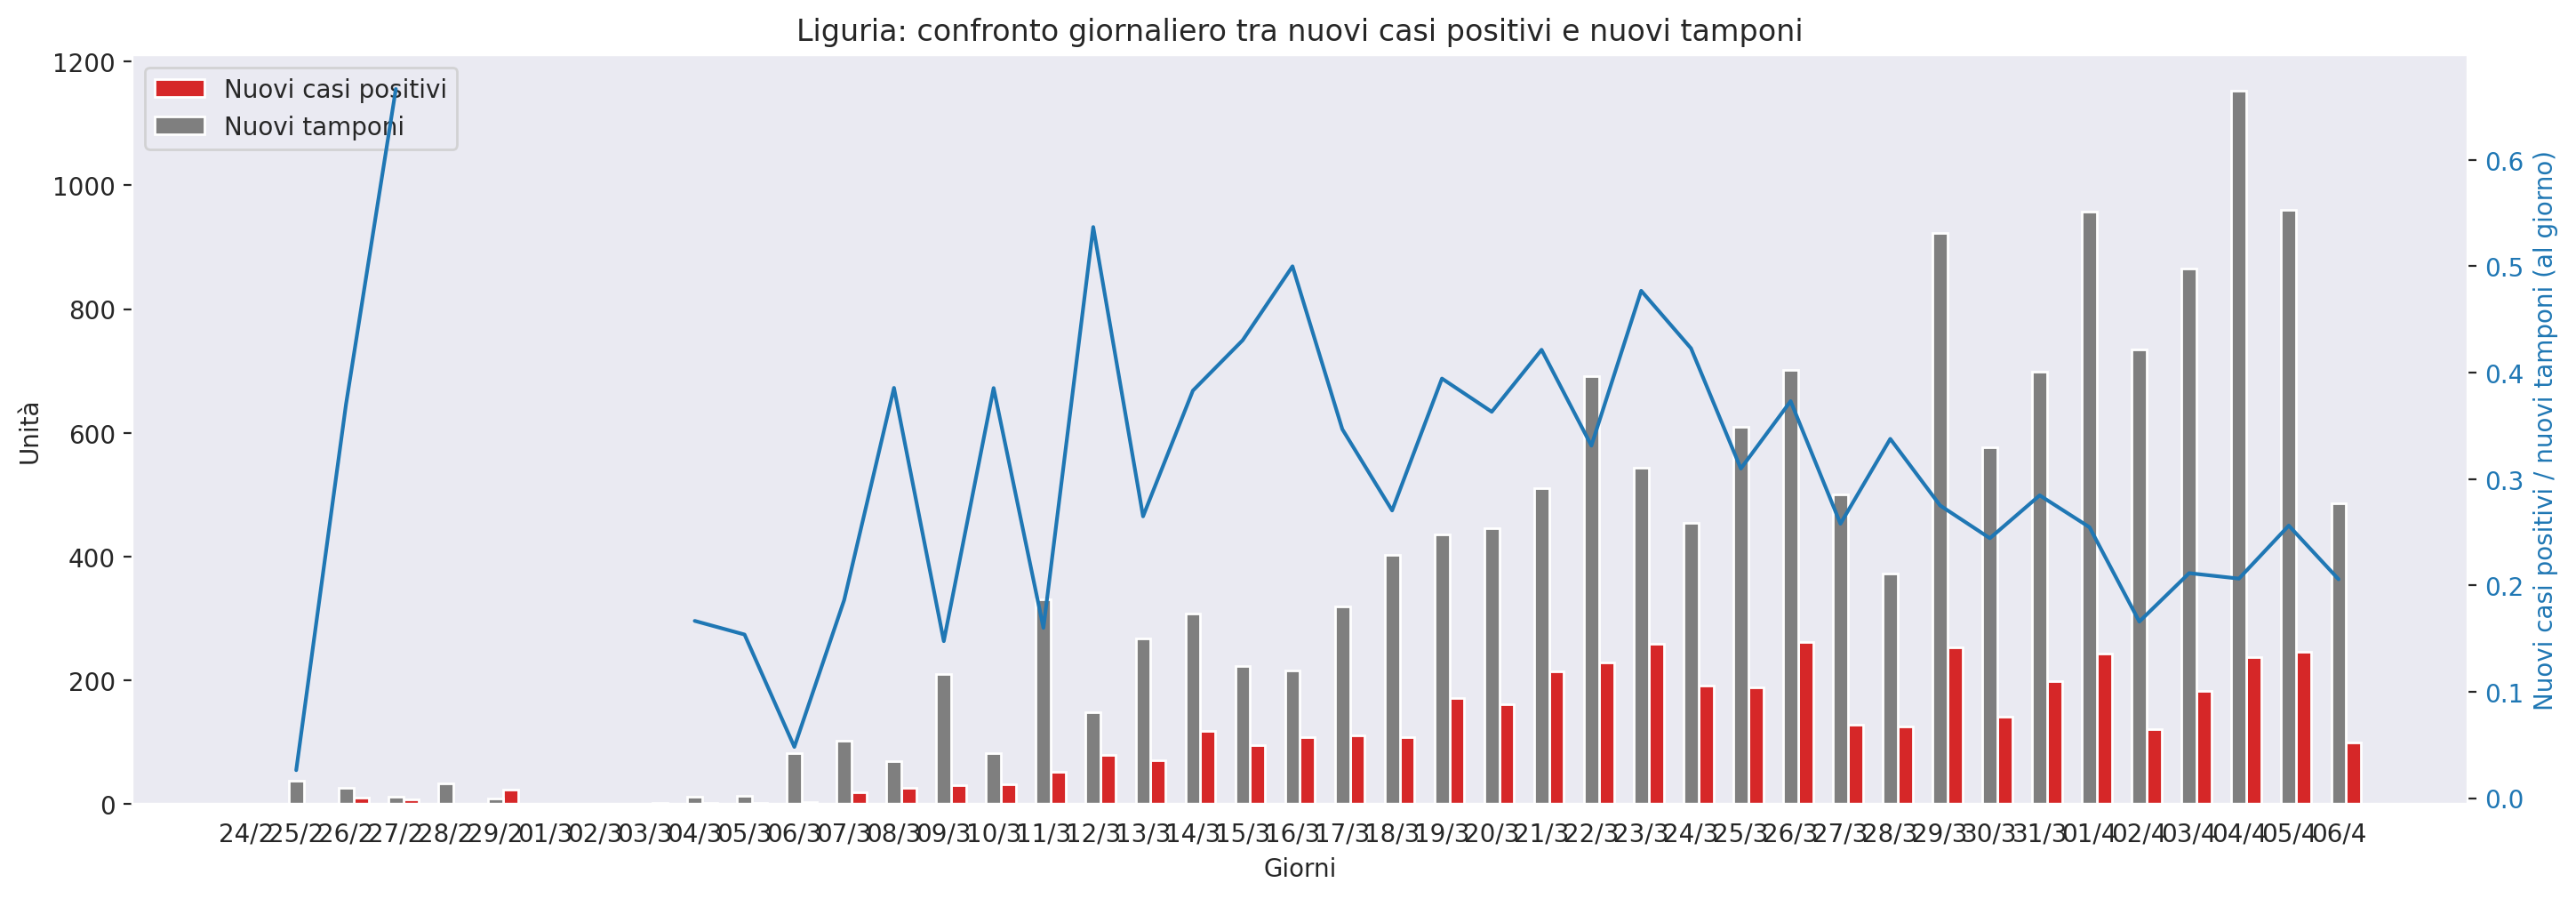 Liguria: confronto giornaliero tra nuovi casi positivi e nuovi tamponi
Nuovi casi positivi
Nuovi tamponi
1200
1000
800
600
400
200
0
Unità
0.6
0.5
0.4
0.3
0.2
0.1
0.0
Nuovi casi positivi / nuovi tamponi (al giorno)
24/2 25/2 26/2 27/2 28/2 29/2 01/3 02/3 03/3 04/3 05/3 06/3 07/3 08/3 09/3 10/3 11/3 12/3 13/3 14/3 15/3 16/3 17/3 18/3 19/3 20/3 21/3 22/3 23/3 24/3 25/3 26/3 27/3 28/3 29/3 30/3 31/3 01/4 02/4 03/4 04/4 05/4 06/4
Giorni